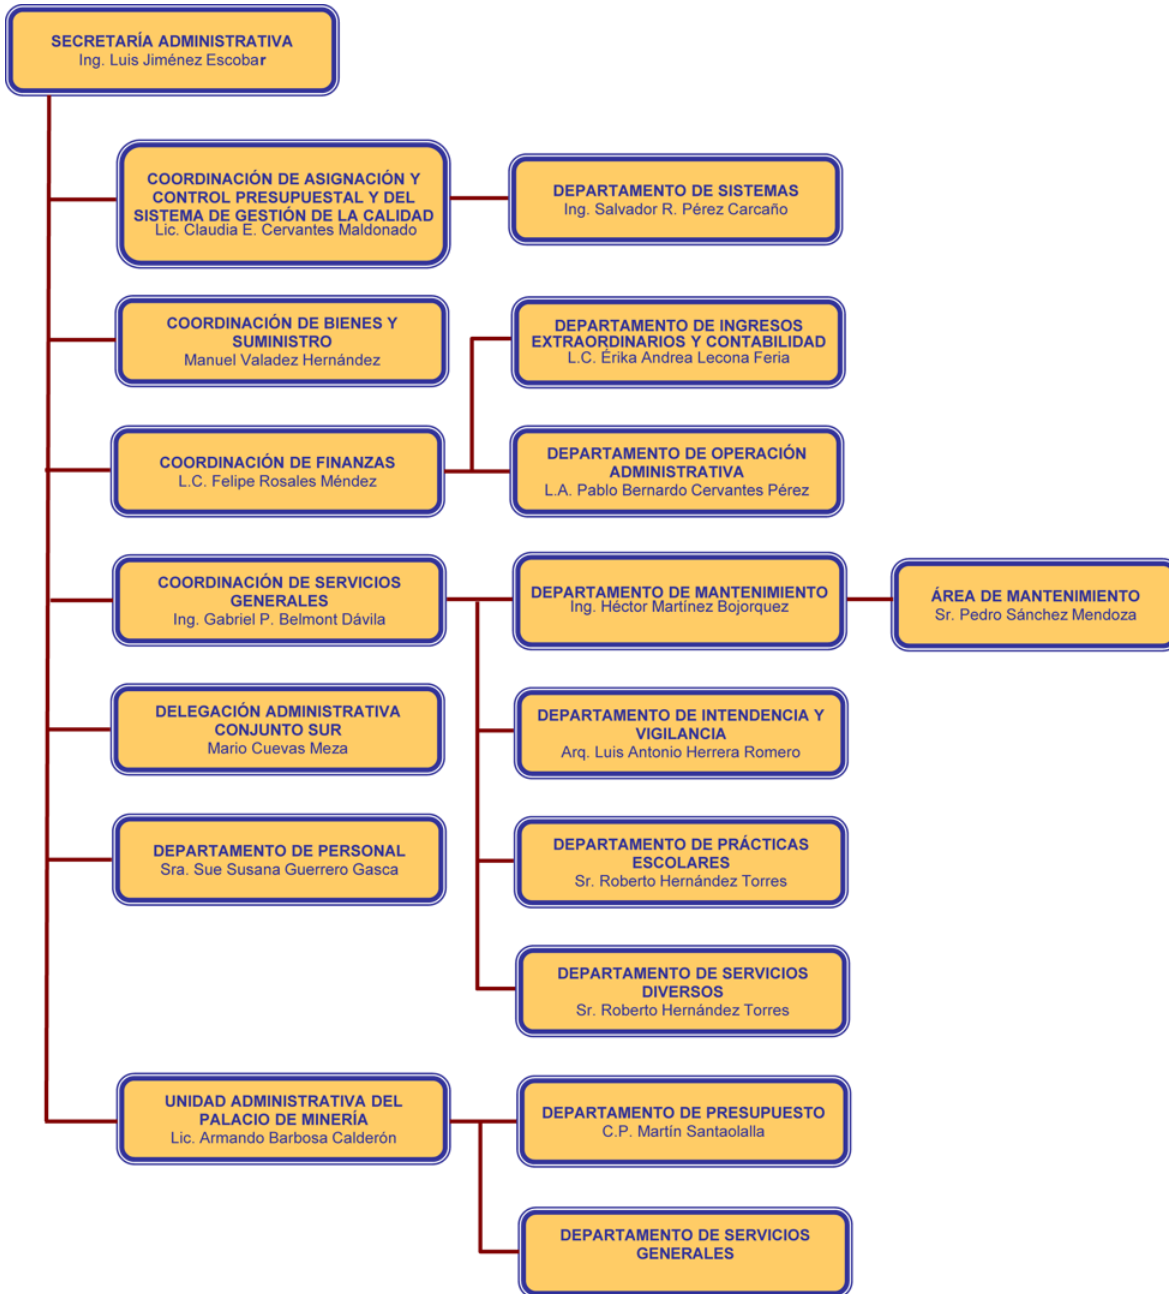 SECRETARÍA ADMINISTRATIVA
Ing. Luis Jiménez Escobar
COORDINACIÓN DE ASIGNACIÓN Y
CONTROL PRESUPUESTAL Y DEL
SISTEMA DE GESTIÓN DE LA CALIDAD
Lic. Claudia E. Cervantes Maldonado
DEPARTAMENTO DE SISTEMAS
Ing. Salvador R. Pérez Carcaño
COORDINACIÓN DE BIENES Y
SUMINISTRO
Manuel Valadez Hernández
DEPARTAMENTO DE INGRESOS
EXTRAORDINARIOS Y CONTABILIDAD
L.C. Érika Andrea Lecona Feria
COORDINACIÓN DE FINANZAS
L.C. Felipe Rosales Méndez
DEPARTAMENTO DE OPERACIÓN
ADMINISTRATIVA
L.A. Pablo Bernardo Cervantes Pérez
COORDINACIÓN DE SERVICIOS
GENERALES
Ing. Gabriel P. Belmont Dávila
DEPARTAMENTO DE MANTENIMIENTO
Ing. Héctor Martínez Bojorquez
ÁREA DE MANTENIMIENTO
Sr. Pedro Sánchez Mendoza
DELEGACIÓN ADMINISTRATIVA
CONJUNTO SUR
Mario Cuevas Meza
DEPARTAMENTO DE INTENDENCIA Y
VIGILANCIA
Arq. Luis Antonio Herrera Romero
DEPARTAMENTO DE PERSONAL
Sra. Sue Susana Guerrero Gasca
DEPARTAMENTO DE PRÁCTICAS
ESCOLARES
Sr. Roberto Hernández Torres
DEPARTAMENTO DE SERVICIOS
DIVERSOS
Sr. Roberto Hernández Torres
UNIDAD ADMINISTRATIVA DEL
PALACIO DE MINERÍA
Lic. Armando Barbosa Calderón
DEPARTAMENTO DE PRESUPUESTO
C.P. Martín Santaolalla
DEPARTAMENTO DE SERVICIOS
GENERALES